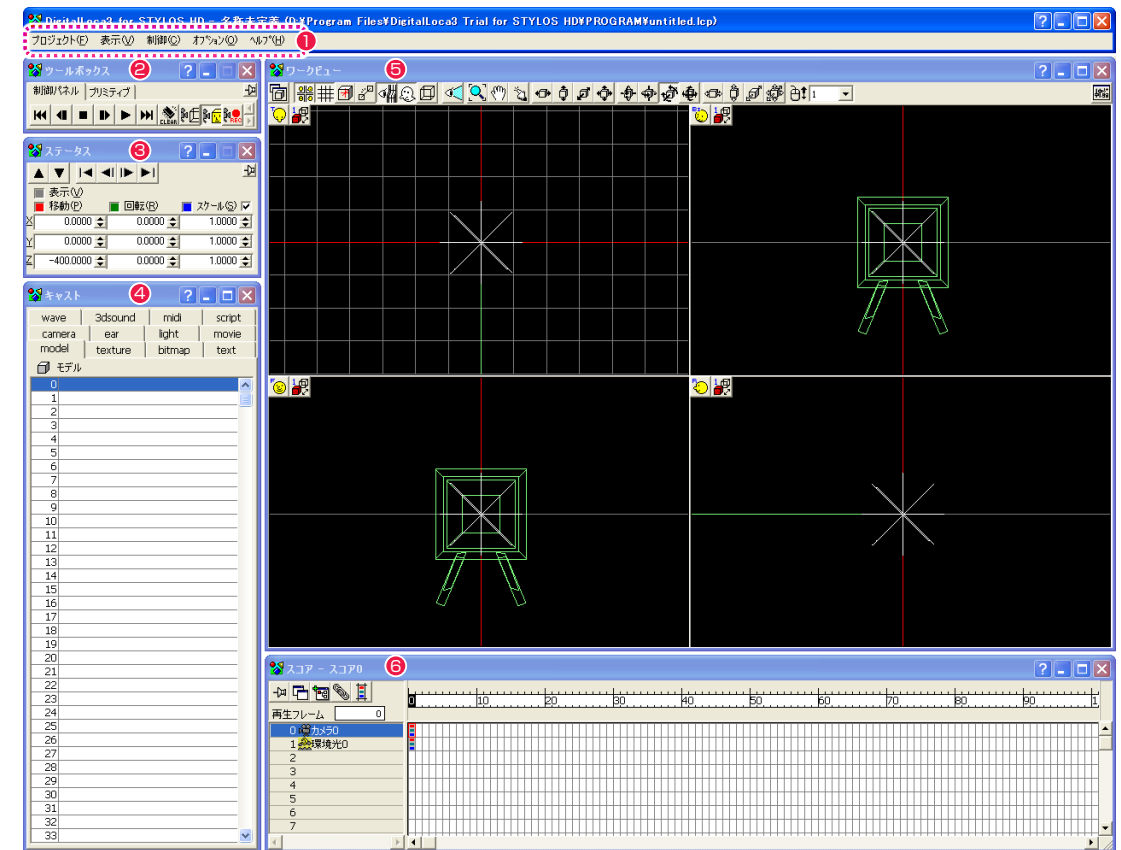 DigitalLoca3 for STYLOS HD - 名称未定義 (D:¥Program Files¥DigitalLoca3 Trial for STYLOS HD¥PROGRAM¥untitled.lcp)
プロジェクト(F) 表示(V) 制御(C) オプション(O) ヘルプ(H) 1
ツールボックス 2
制御パネル プリミティブ
CLEAR REC
ステータス 3
表示(V)
移動(P) 回転(R) スケール(S)
X 0.0000 0.0000 1.0000
Y 0.0000 0.0000 1.0000
Z -400.0000 0.0000 1.0000
キャスト 4
wave 3dsound midi script
camera ear light movie
model texture bitmap text
モデル
0
1
2
3
4
5
6
7
8
9
10
11
12
13
14
15
16
17
18
19
20
21
22
23
24
25
26
27
28
29
30
31
32
33
ワークビュー 5
1
スコア - スコア0 6
0 10 20 30 40 50 60 70 80 90 1
再生フレーム 0
0 カメラ0
1 環境光0
2
3
4
5
6
7